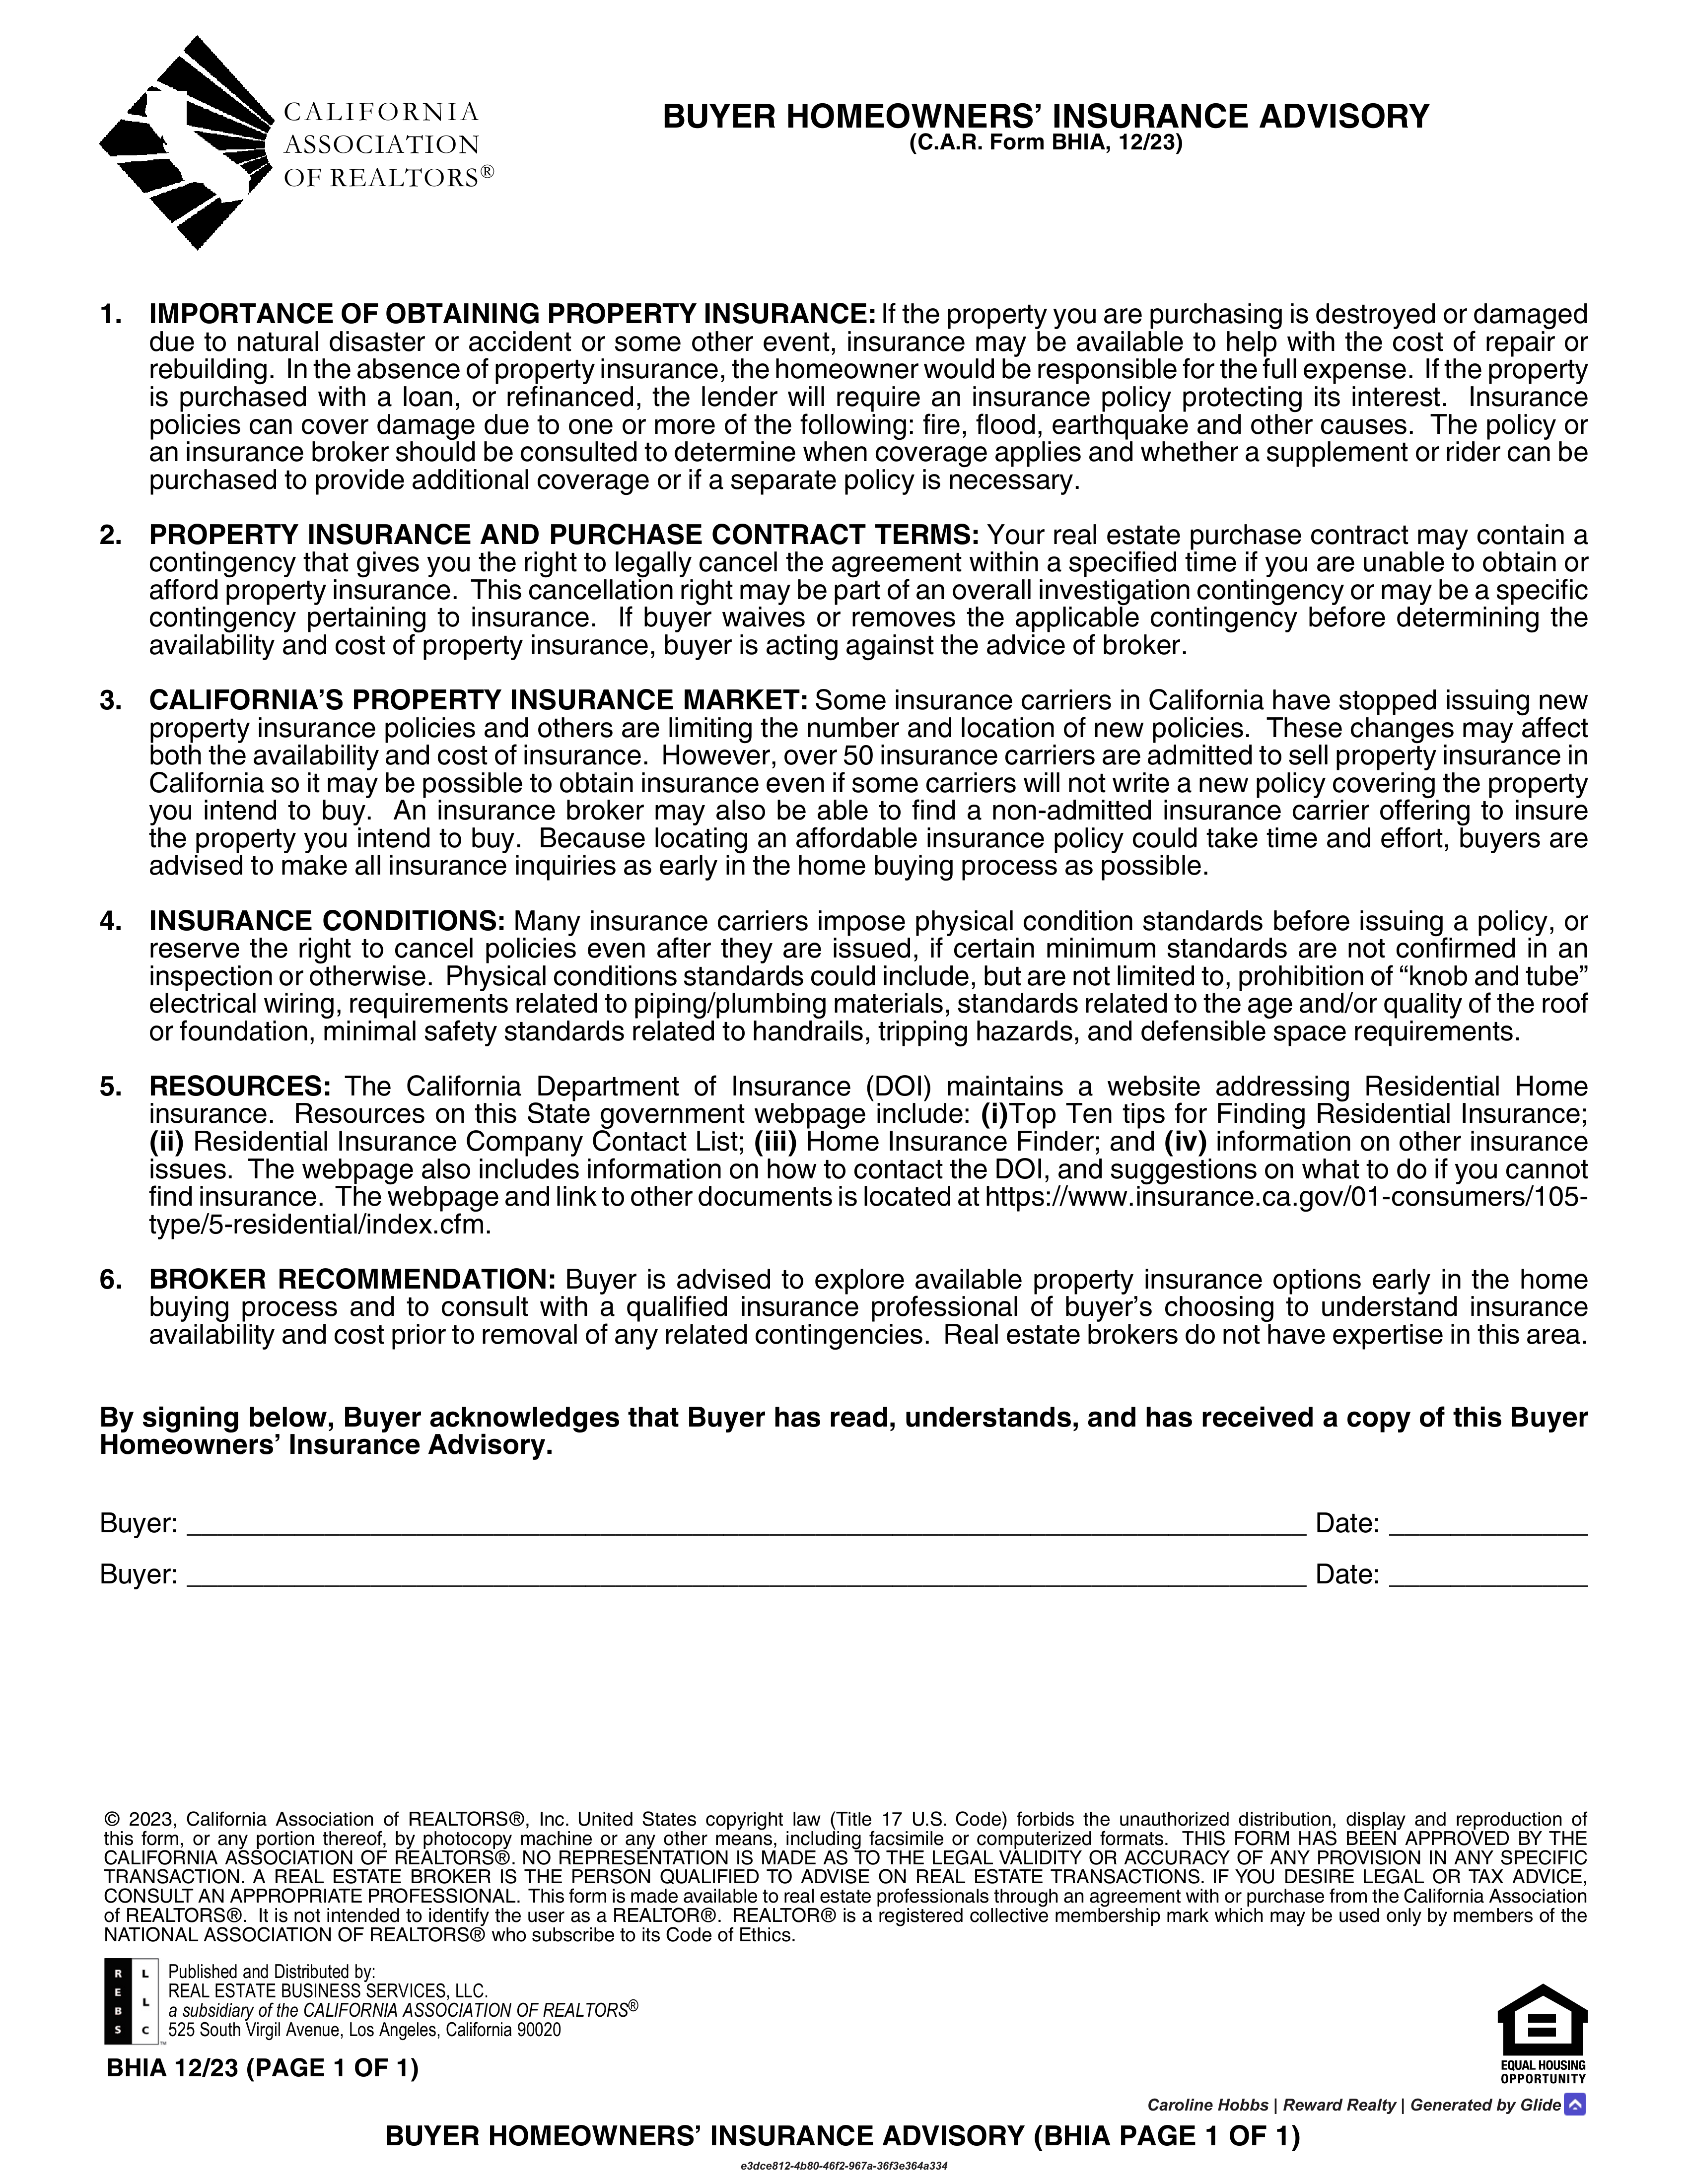 CALIFORNIA
ASSOCIATION
OF REALTORS®
BUYER HOMEOWNERS’ INSURANCE ADVISORY
(C.A.R. Form BHIA, 12/23)
1. IMPORTANCE OF OBTAINING PROPERTY INSURANCE: If the property you are purchasing is destroyed or damaged
due to natural disaster or accident or some other event, insurance may be available to help with the cost of repair or
rebuilding. In the absence of property insurance, the homeowner would be responsible for the full expense. If the property
is purchased with a loan, or refinanced, the lender will require an insurance policy protecting its interest. Insurance
policies can cover damage due to one or more of the following: fire, flood, earthquake and other causes. The policy or
an insurance broker should be consulted to determine when coverage applies and whether a supplement or rider can be
purchased to provide additional coverage or if a separate policy is necessary.
2. PROPERTY INSURANCE AND PURCHASE CONTRACT TERMS: Your real estate purchase contract may contain a
contingency that gives you the right to legally cancel the agreement within a specified time if you are unable to obtain or
afford property insurance. This cancellation right may be part of an overall investigation contingency or may be a specific
contingency pertaining to insurance. If buyer waives or removes the applicable contingency before determining the
availability and cost of property insurance, buyer is acting against the advice of broker.
3. CALIFORNIA’S PROPERTY INSURANCE MARKET: Some insurance carriers in California have stopped issuing new
property insurance policies and others are limiting the number and location of new policies. These changes may affect
both the availability and cost of insurance. However, over 50 insurance carriers are admitted to sell property insurance in
California so it may be possible to obtain insurance even if some carriers will not write a new policy covering the property
you intend to buy. An insurance broker may also be able to find a non-admitted insurance carrier offering to insure
the property you intend to buy. Because locating an affordable insurance policy could take time and effort, buyers are
advised to make all insurance inquiries as early in the home buying process as possible.
4. INSURANCE CONDITIONS: Many insurance carriers impose physical condition standards before issuing a policy, or
reserve the right to cancel policies even after they are issued, if certain minimum standards are not confirmed in an
inspection or otherwise. Physical conditions standards could include, but are not limited to, prohibition of “knob and tube”
electrical wiring, requirements related to piping/plumbing materials, standards related to the age and/or quality of the roof
or foundation, minimal safety standards related to handrails, tripping hazards, and defensible space requirements.
5. RESOURCES: The California Department of Insurance (DOI) maintains a website addressing Residential Home
insurance. Resources on this State government webpage include: (i)Top Ten tips for Finding Residential Insurance;
(ii) Residential Insurance Company Contact List; (iii) Home Insurance Finder; and (iv) information on other insurance
issues. The webpage also includes information on how to contact the DOI, and suggestions on what to do if you cannot
find insurance. The webpage and link to other documents is located at https://www.insurance.ca.gov/01-consumers/105-
type/5-residential/index.cfm.
6. BROKER RECOMMENDATION: Buyer is advised to explore available property insurance options early in the home
buying process and to consult with a qualified insurance professional of buyer’s choosing to understand insurance
availability and cost prior to removal of any related contingencies. Real estate brokers do not have expertise in this area.
By signing below, Buyer acknowledges that Buyer has read, understands, and has received a copy of this Buyer
Homeowners’ Insurance Advisory.
Buyer: Date:
Buyer: Date:
© 2023, California Association of REALTORS®, Inc. United States copyright law (Title 17 U.S. Code) forbids the unauthorized distribution, display and reproduction of
this form, or any portion thereof, by photocopy machine or any other means, including facsimile or computerized formats. THIS FORM HAS BEEN APPROVED BY THE
CALIFORNIA ASSOCIATION OF REALTORS®. NO REPRESENTATION IS MADE AS TO THE LEGAL VALIDITY OR ACCURACY OF ANY PROVISION IN ANY SPECIFIC
TRANSACTION. A REAL ESTATE BROKER IS THE PERSON QUALIFIED TO ADVISE ON REAL ESTATE TRANSACTIONS. IF YOU DESIRE LEGAL OR TAX ADVICE,
CONSULT AN APPROPRIATE PROFESSIONAL. This form is made available to real estate professionals through an agreement with or purchase from the California Association
of REALTORS®. It is not intended to identify the user as a REALTOR®. REALTOR® is a registered collective membership mark which may be used only by members of the
NATIONAL ASSOCIATION OF REALTORS® who subscribe to its Code of Ethics.
R E B S L L C ™
Published and Distributed by:
REAL ESTATE BUSINESS SERVICES, LLC.
a subsidiary of the CALIFORNIA ASSOCIATION OF REALTORS®
525 South Virgil Avenue, Los Angeles, California 90020
BHIA 12/23 (PAGE 1 OF 1)
EQUAL HOUSING
OPPORTUNITY
Caroline Hobbs | Reward Realty | Generated by Glide
BUYER HOMEOWNERS’ INSURANCE ADVISORY (BHIA PAGE 1 OF 1)
e3dce812-4b80-46f2-967a-36f3e364a334